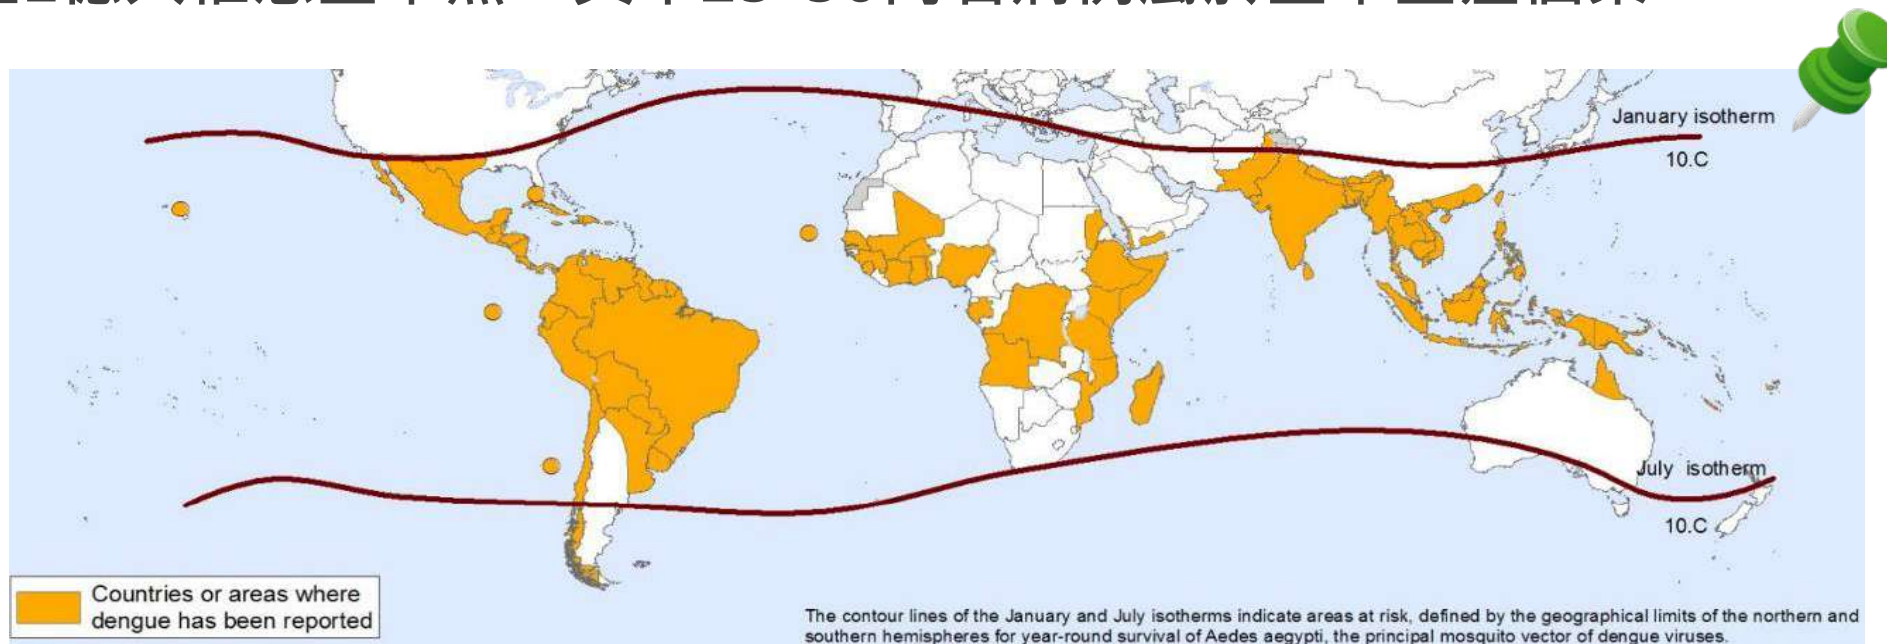 January isotherm
10.C
July isotherm
10.C
Countries or areas where
dengue has been reported
The contour lines of the January and July isotherms indicate areas at risk, defined by the geographical limits of the northern and
southern hemispheres for year-round survival of Aedes aegypti, the principal mosquito vector of dengue viruses.